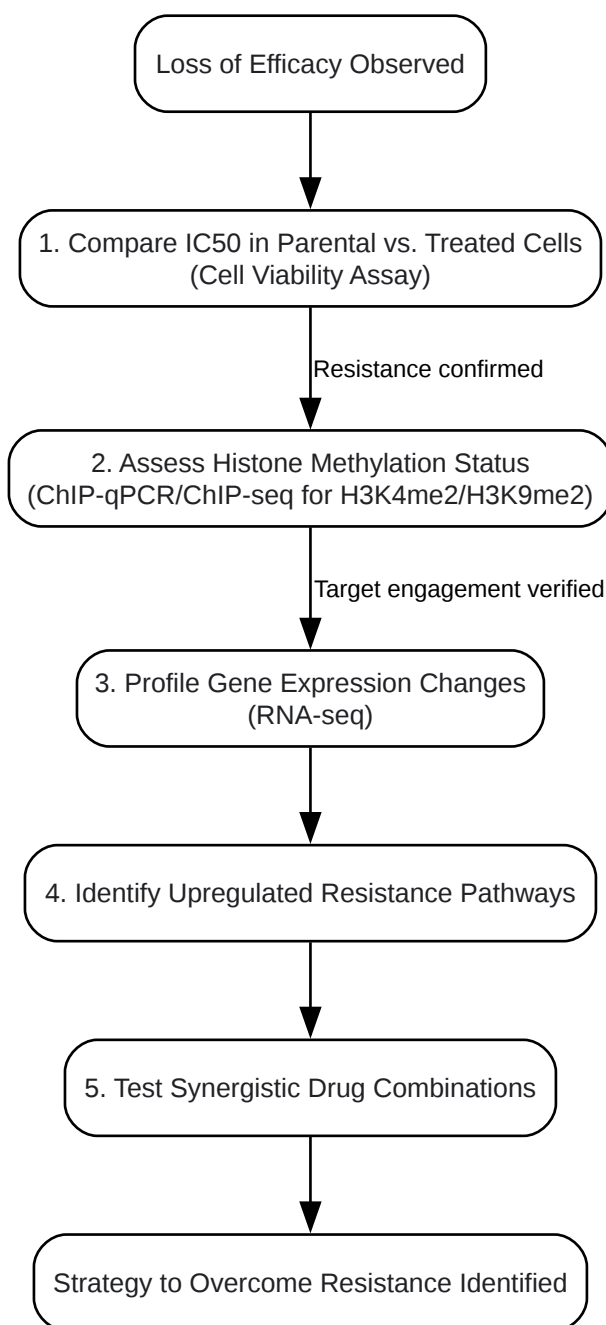 Loss of Efficacy Observed
1. Compare IC50 in Parental vs. Treated Cells
(Cell Viability Assay)
Resistance confirmed
2. Assess Histone Methylation Status
(ChIP-qPCR/ChIP-seq for H3K4me2/H3K9me2)
Target engagement verified
3. Profile Gene Expression Changes
(RNA-seq)
4. Identify Upregulated Resistance Pathways
5. Test Synergistic Drug Combinations
Strategy to Overcome Resistance Identified